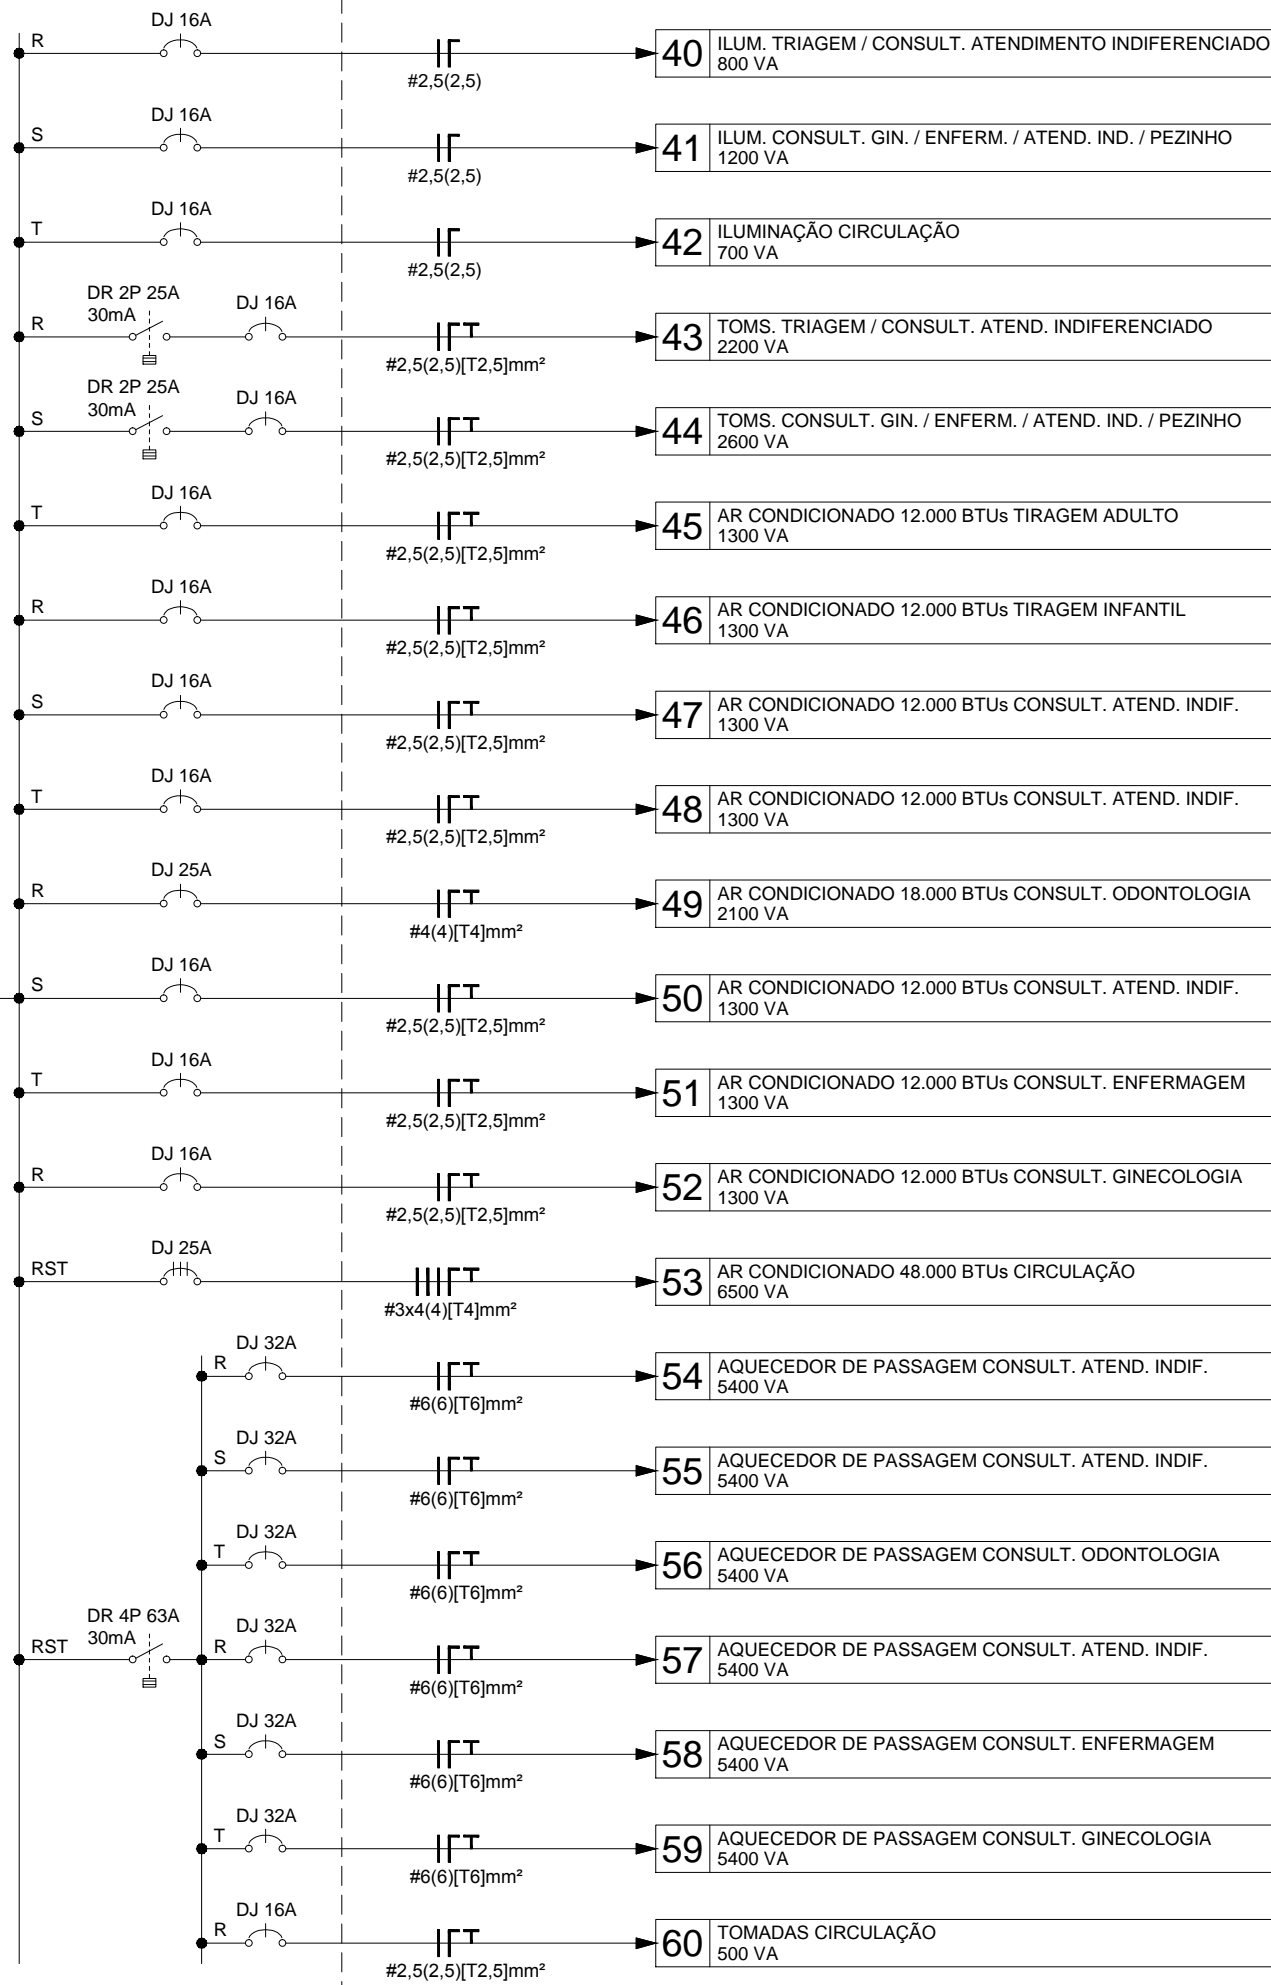 DJ 16A
R
#2,5(2,5)
40
ILUM. TRIAGEM / CONSULT. ATENDIMENTO INDIFERENCIADO
800 VA
DJ 16A
S
#2,5(2,5)
41
ILUM. CONSULT. GIN. / ENFERM. / ATEND. IND. / PEZINHO
1200 VA
DJ 16A
T
#2,5(2,5)
42
ILUMINAÇÃO CIRCULAÇÃO
700 VA
DR 2P 25A
30mA
DJ 16A
R
#2,5(2,5)[T2,5]mm²
43
TOMS. TRIAGEM / CONSULT. ATEND. INDIFERENCIADO
2200 VA
DR 2P 25A
30mA
DJ 16A
S
#2,5(2,5)[T2,5]mm²
44
TOMS. CONSULT. GIN. / ENFERM. / ATEND. IND. / PEZINHO
2600 VA
DJ 16A
T
#2,5(2,5)[T2,5]mm²
45
AR CONDICIONADO 12.000 BTUs TIRAGEM ADULTO
1300 VA
DJ 16A
R
#2,5(2,5)[T2,5]mm²
46
AR CONDICIONADO 12.000 BTUs TIRAGEM INFANTIL
1300 VA
DJ 16A
S
#2,5(2,5)[T2,5]mm²
47
AR CONDICIONADO 12.000 BTUs CONSULT. ATEND. INDIF.
1300 VA
DJ 16A
T
#2,5(2,5)[T2,5]mm²
48
AR CONDICIONADO 12.000 BTUs CONSULT. ATEND. INDIF.
1300 VA
DJ 25A
R
#4(4)[T4]mm²
49
AR CONDICIONADO 18.000 BTUs CONSULT. ODONTOLOGIA
2100 VA
DJ 16A
S
#2,5(2,5)[T2,5]mm²
50
AR CONDICIONADO 12.000 BTUs CONSULT. ATEND. INDIF.
1300 VA
DJ 16A
T
#2,5(2,5)[T2,5]mm²
51
AR CONDICIONADO 12.000 BTUs CONSULT. ENFERMAGEM
1300 VA
DJ 16A
R
#2,5(2,5)[T2,5]mm²
52
AR CONDICIONADO 12.000 BTUs CONSULT. GINECOLOGIA
1300 VA
DJ 25A
RST
#3x4(4)[T4]mm²
53
AR CONDICIONADO 48.000 BTUs CIRCULAÇÃO
6500 VA
DJ 32A
R
#6(6)[T6]mm²
54
AQUECEDOR DE PASSAGEM CONSULT. ATEND. INDIF.
5400 VA
DJ 32A
S
#6(6)[T6]mm²
55
AQUECEDOR DE PASSAGEM CONSULT. ATEND. INDIF.
5400 VA
DJ 32A
T
#6(6)[T6]mm²
56
AQUECEDOR DE PASSAGEM CONSULT. ODONTOLOGIA
5400 VA
DR 4P 63A
30mA
RST
DJ 32A
R
#6(6)[T6]mm²
57
AQUECEDOR DE PASSAGEM CONSULT. ATEND. INDIF.
5400 VA
DJ 32A
S
#6(6)[T6]mm²
58
AQUECEDOR DE PASSAGEM CONSULT. ENFERMAGEM
5400 VA
DJ 32A
T
#6(6)[T6]mm²
59
AQUECEDOR DE PASSAGEM CONSULT. GINECOLOGIA
5400 VA
DJ 16A
R
#2,5(2,5)[T2,5]mm²
60
TOMADAS CIRCULAÇÃO
500 VA